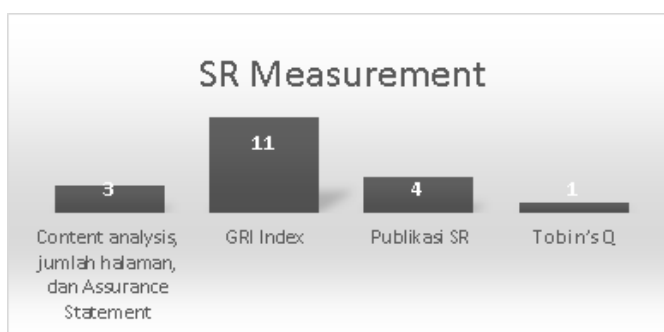 SR Measurement
3
11
4
1
Content analysis,
jumlah halaman,
dan Assurance
Statement
GRI Index
Publikasi SR
Tobin's Q